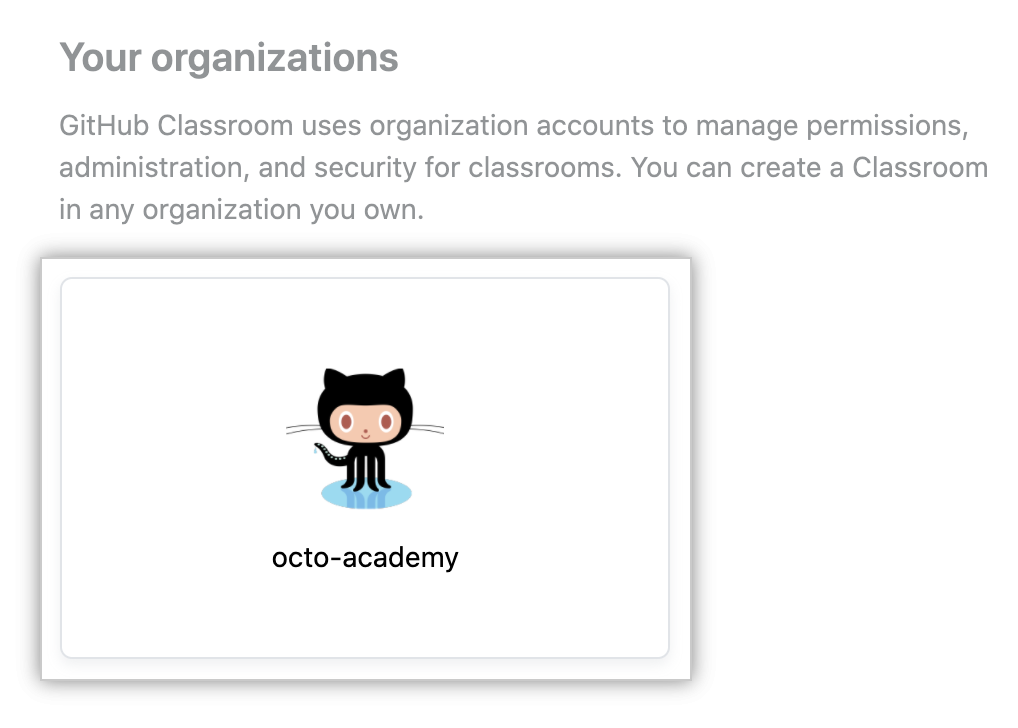 Your organizations
GitHub Classroom uses organization accounts to manage permissions,
administration, and security for classrooms. You can create a Classroom
in any organization you own.
octo-academy